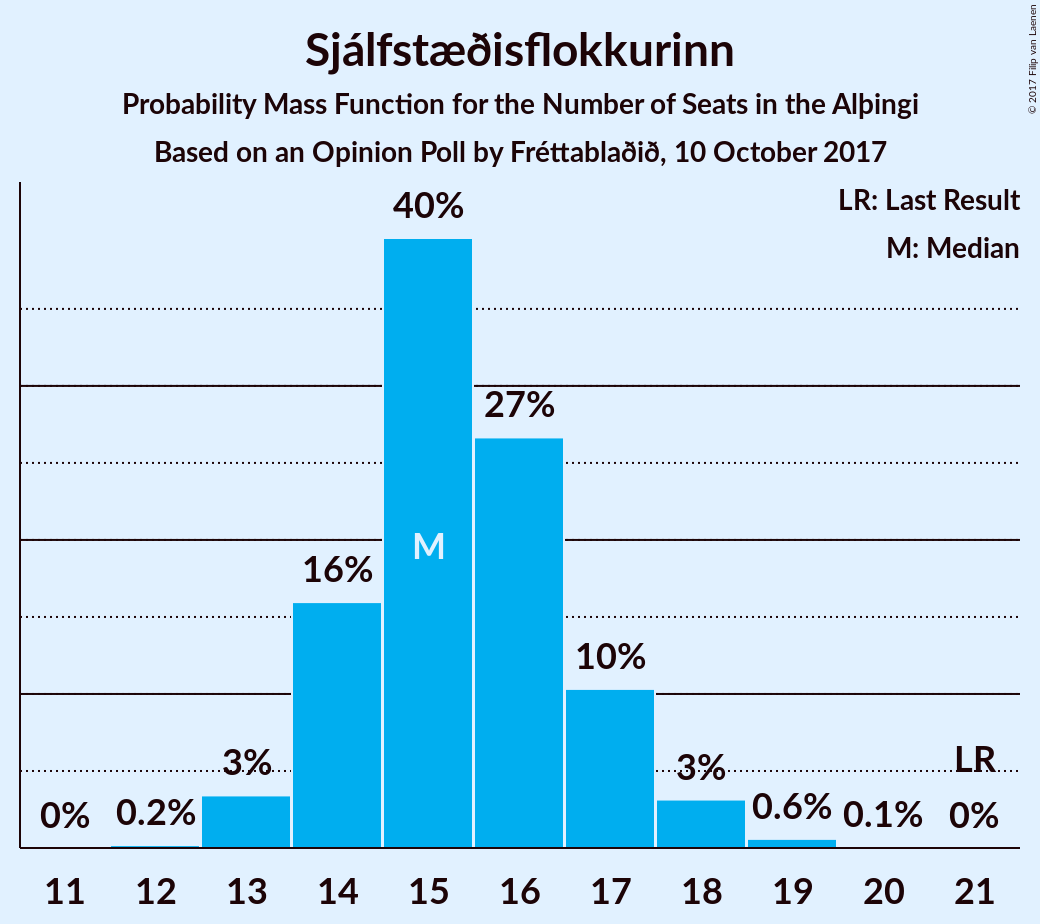 Sjálfstæðisflokkurinn
Probability Mass Function for the Number of Seats in the Alþingi
Based on an Opinion Poll by Fréttablaðið, 10 October 2017
© 2017 Filip van Laenen
LR: Last Result
M: Median
40%
27%
M
16%
10%
3%
3%
LR
0%
0.2%
0.6%
0.1%
0%
11 12 13 14 15 16 17 18 19 20 21